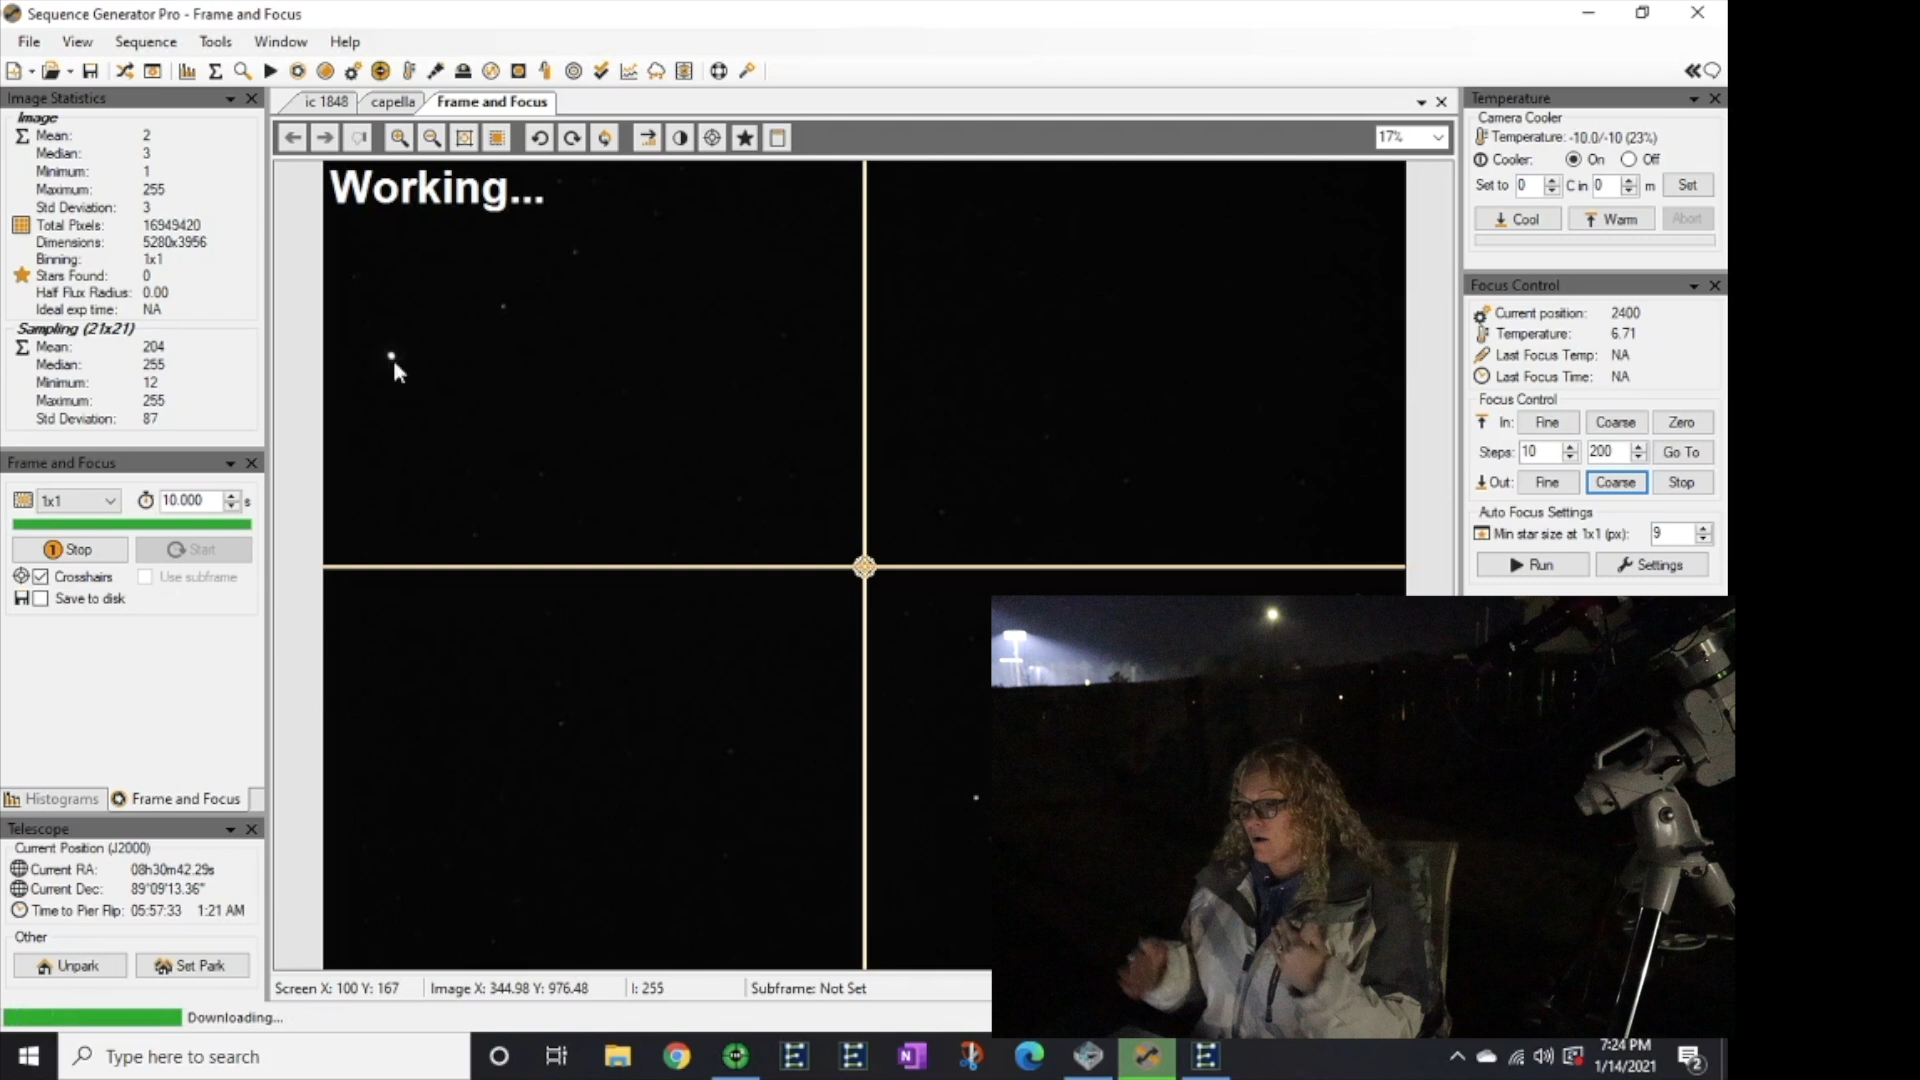 Sequence Generator Pro - Frame and Focus
File View Sequence Tools Window Help
Image Statistics
Image
Mean: 2
Median: 3
Minimum: 1
Maximum: 255
Std Deviation: 3
Total Pixels: 16949420
Dimensions: 5280x3956
Binning: 1x1
Stars Found: 0
Half Flux Radius: 0.00
Ideal exp time: NA
Sampling (21x21)
Mean: 204
Median: 255
Minimum: 12
Maximum: 255
Std Deviation: 87
Frame and Focus
1x1 10.000 s
Stop Start
Crosshairs Use subframe
Save to disk
Histograms Frame and Focus
Telescope
Current Position (J2000)
Current RA: 08h30m42.29s
Current Dec: 89°09'13.36"
Time to Pier Flip: 05:57:33 1:21 AM
Other
Unpark Set Park
Downloading...
ic 1848 capella Frame and Focus
17%
Working...
Screen X: 100 Y: 167 Image X: 344.98 Y: 976.48 I: 255 Subframe: Not Set
Temperature
Camera Cooler
Temperature: -10.0/-10 (23%)
Cooler: On Off
Set to 0 C in 0 m Set
Cool Warm Abort
Focus Control
Current position: 2400
Temperature: 6.71
Last Focus Temp: NA
Last Focus Time: NA
Focus Control
In: Fine Coarse Zero
Steps: 10 200 Go To
Out: Fine Coarse Stop
Auto Focus Settings
Min star size at 1x1 (px): 9
Run Settings
Type here to search
7:24 PM
1/14/2021
2